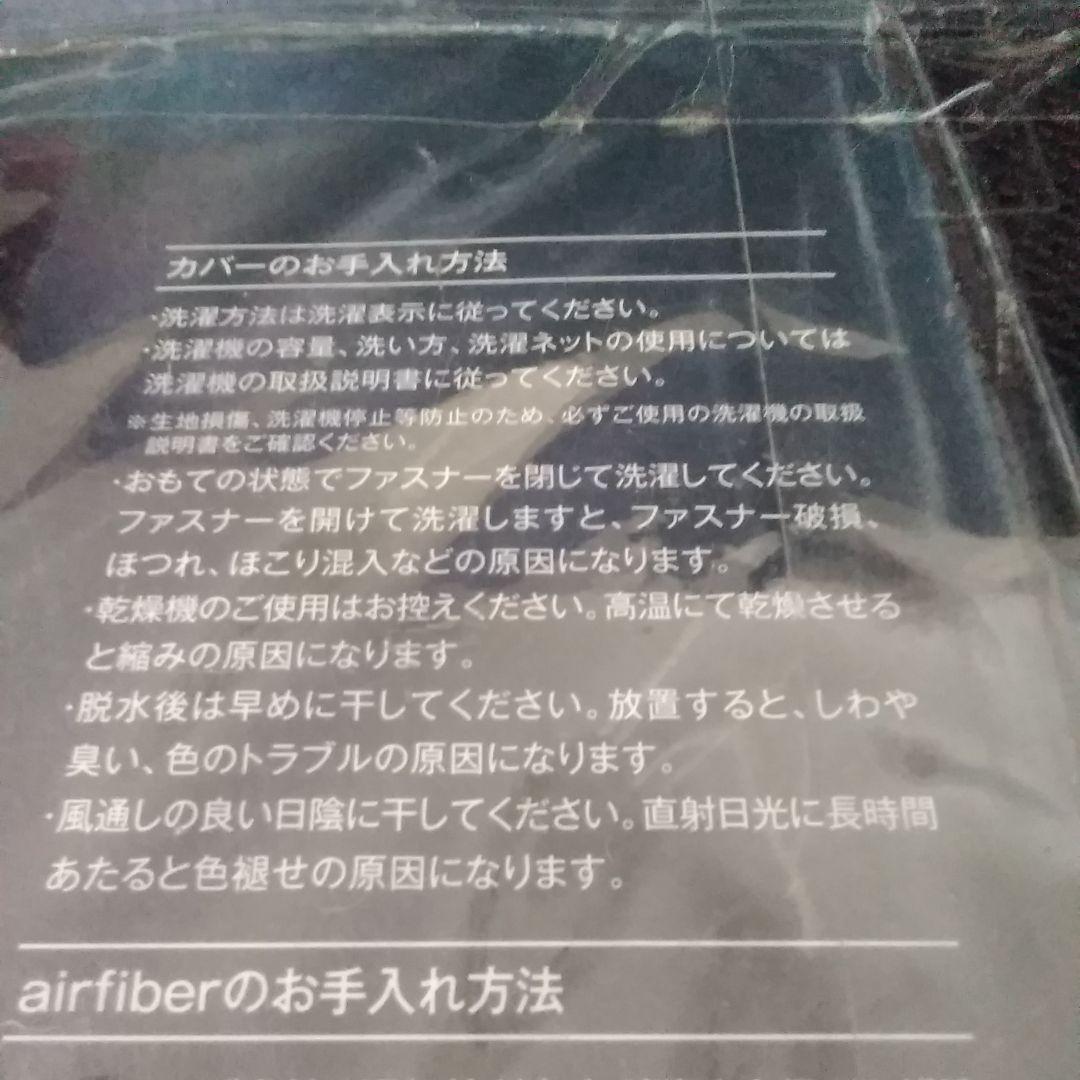 カバーのお手入れ方法
・洗濯方法は洗濯表示に従ってください。
・洗濯機の容量、洗い方、洗濯ネットの使用については
洗濯機の取扱説明書に従ってください。
※生地損傷、洗濯機停止等防止のため、必ずご使用の洗濯機の取扱
説明書をご確認ください。
・おもての状態でファスナーを閉じて洗濯してください。
ファスナーを開けて洗濯しますと、ファスナー破損、
ほつれ、ほこり混入などの原因になります。
・乾燥機のご使用はお控えください。高温にて乾燥させる
と縮みの原因になります。
・脱水後は早めに干してください。放置すると、しわや
臭い、色のトラブルの原因になります。
・風通しの良い日陰に干してください。直射日光に長時間
あたると色褪せの原因になります。
airfiberのお手入れ方法